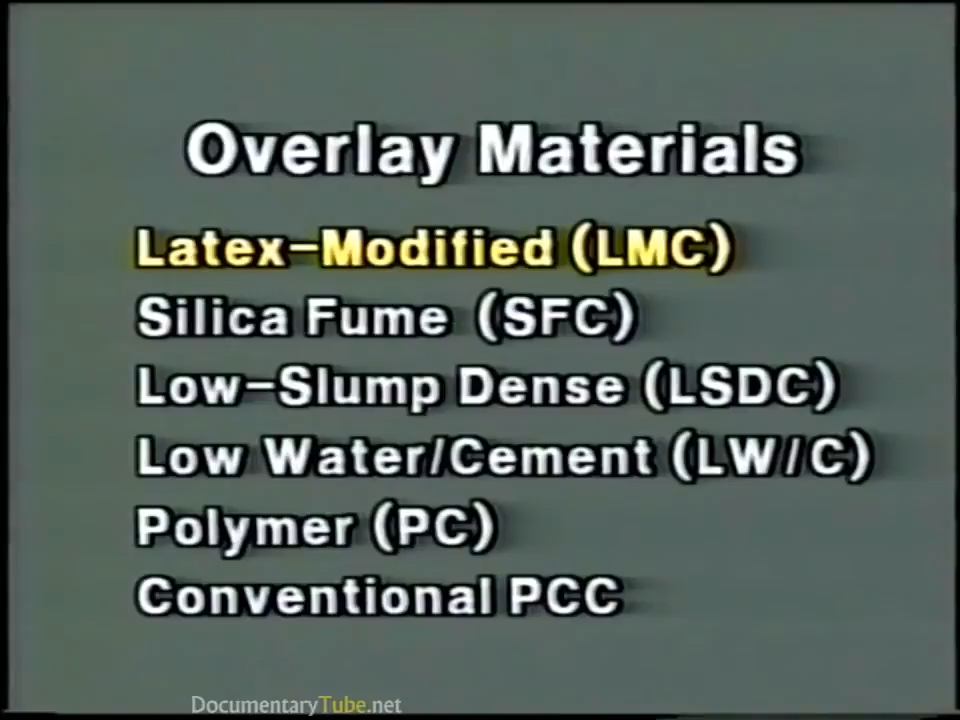 Overlay Materials
Latex-Modified (LMC)
Silica Fume (SFC)
Low-Slump Dense (LSDC)
Low Water/Cement (LW/C)
Polymer (PC)
Conventional PCC
DocumentaryTube.net